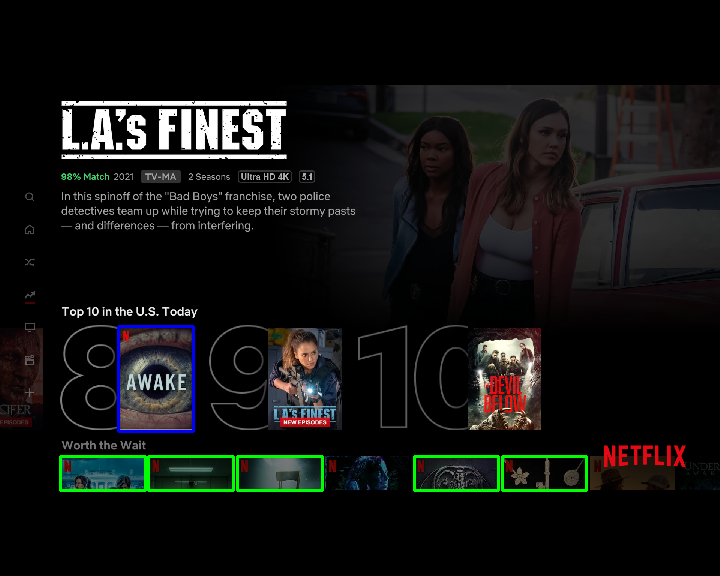 L.A.'s FINEST
98% Match 2021 TV-MA 2 Seasons Ultra HD 4K 5.1
In this spinoff of the "Bad Boys" franchise, two police
detectives team up while trying to keep their stormy pasts
— and differences — from interfering.
Top 10 in the U.S. Today
8 9 10
N
AWAKE
L.A.'s FINEST
NEW EPISODES
DEVIL
BELOW
IFER
EPISODES
Worth the Wait
NETFLIX
N N N N N N N